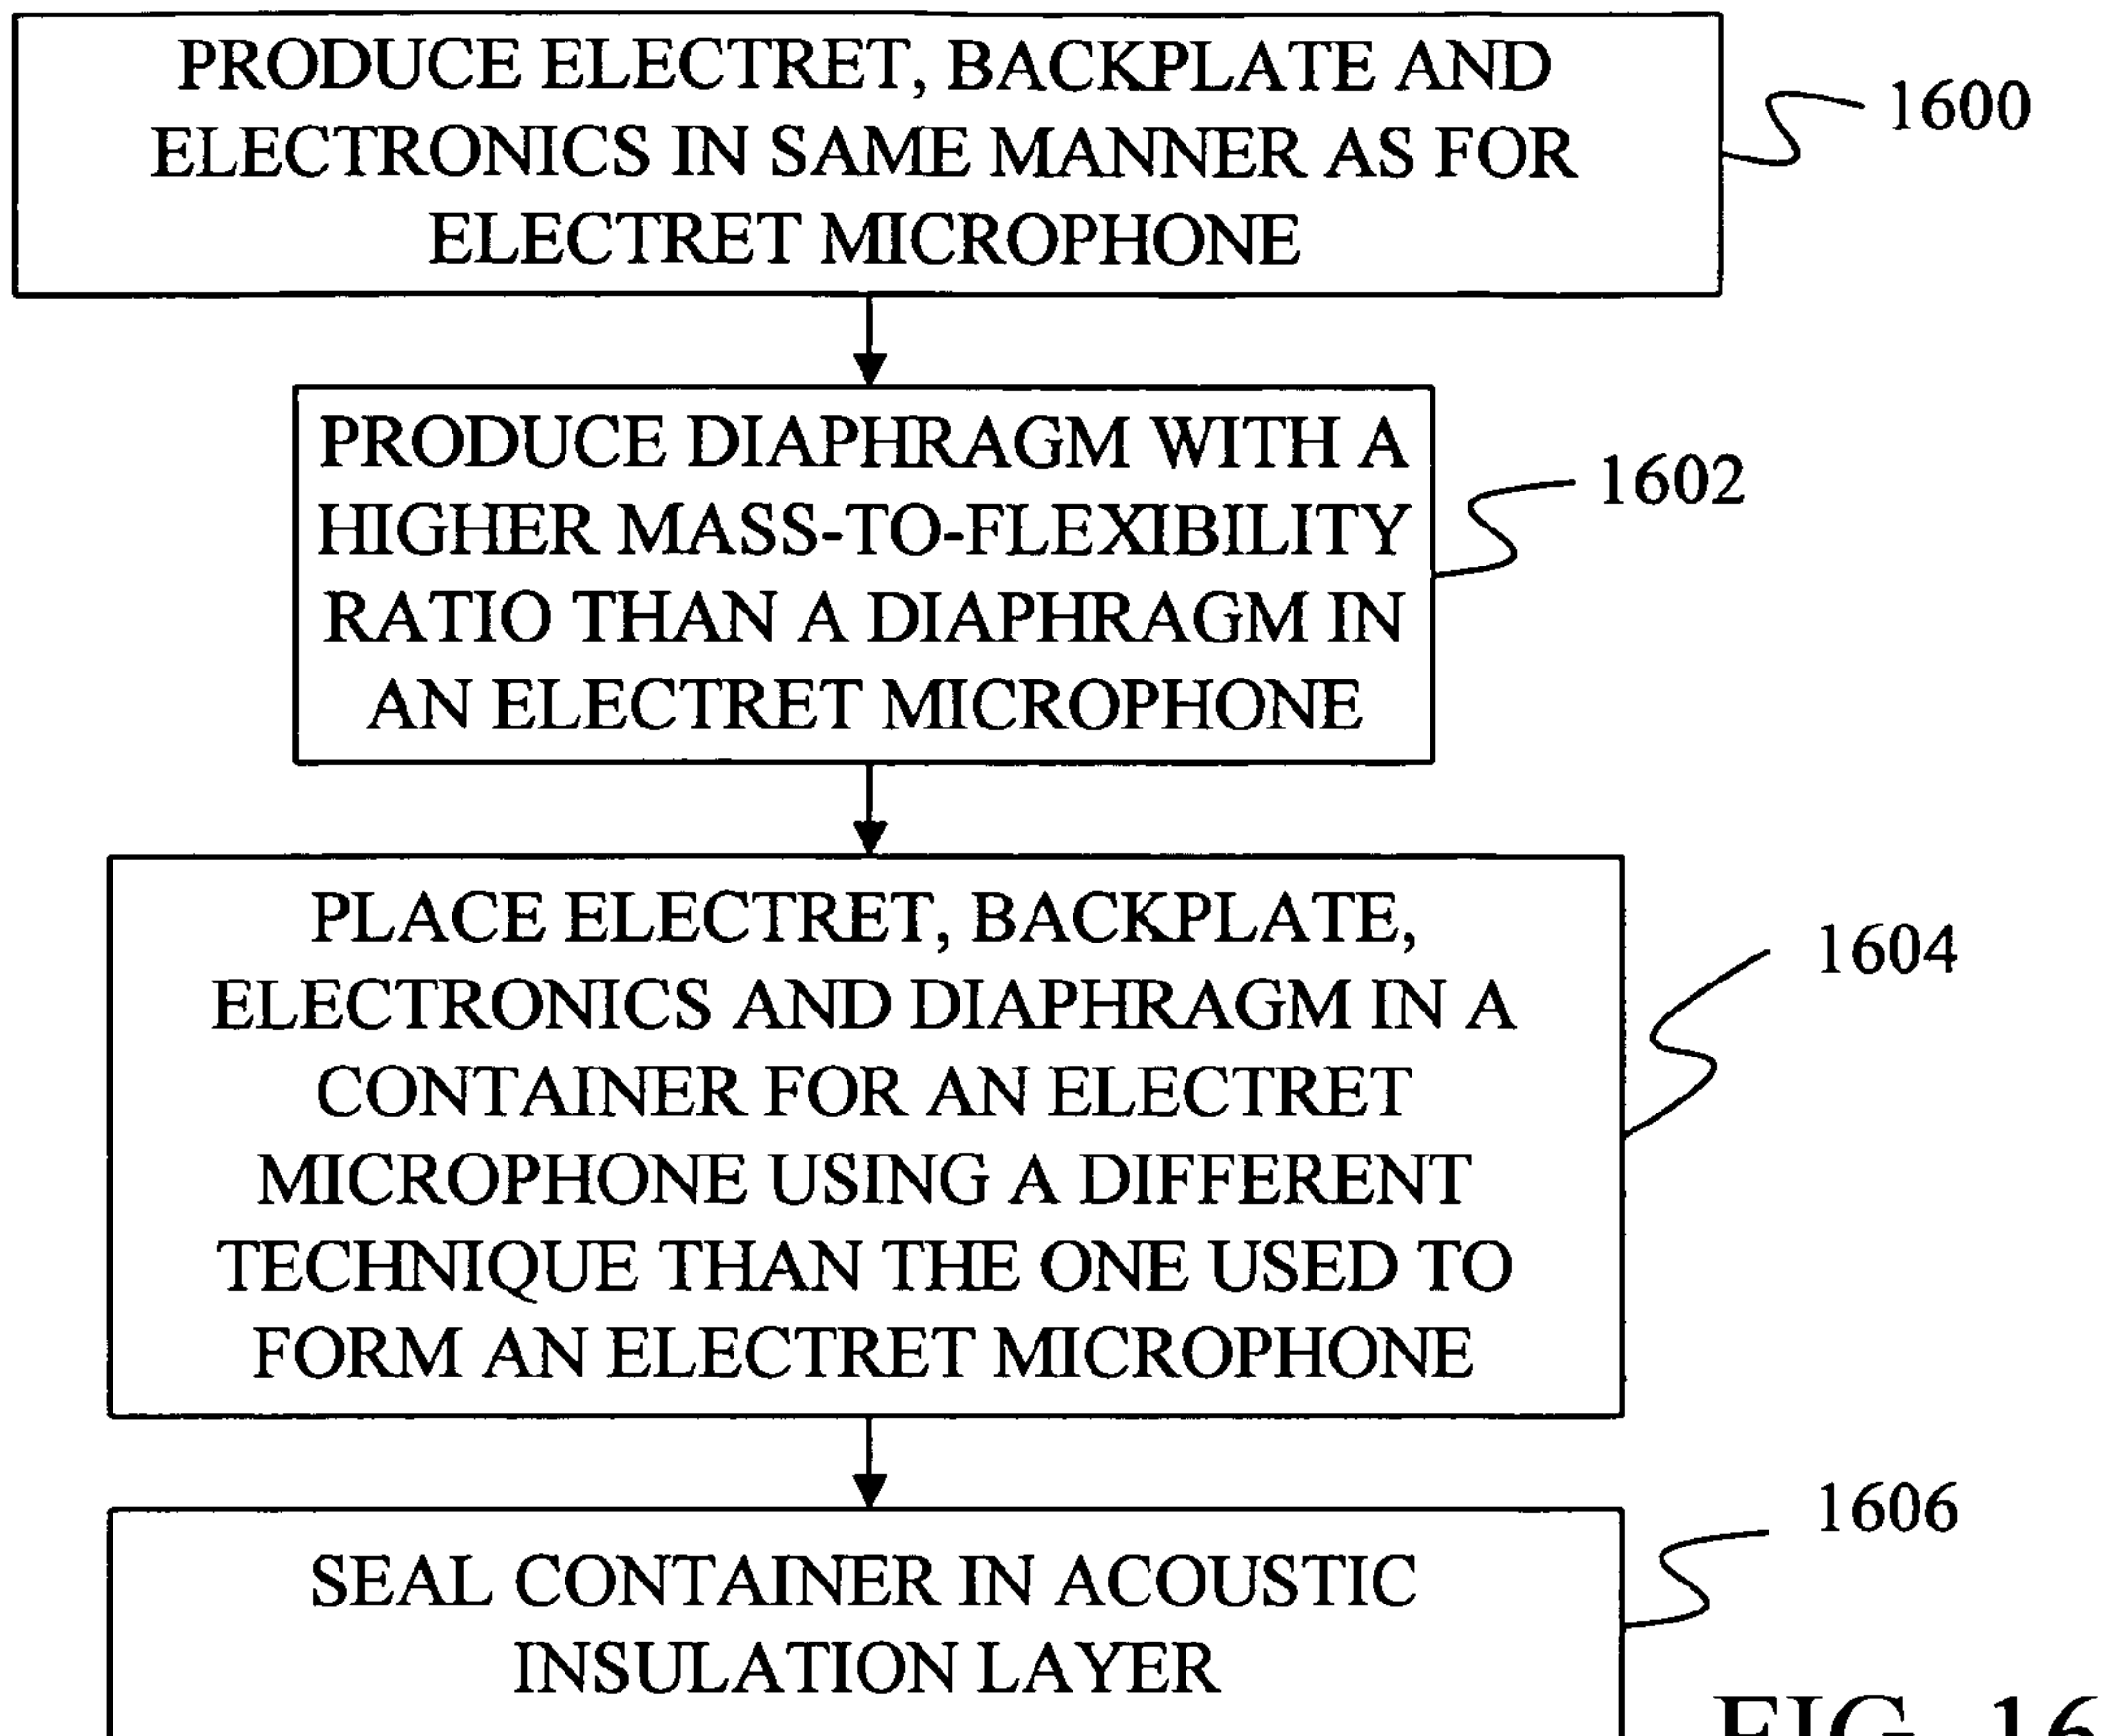 PRODUCE ELECTRET, BACKPLATE AND
ELECTRONICS IN SAME MANNER AS FOR
ELECTRET MICROPHONE
1600
PRODUCE DIAPHRAGM WITH A
HIGHER MASS-TO-FLEXIBILITY
RATIO THAN A DIAPHRAGM IN
AN ELECTRET MICROPHONE
1602
PLACE ELECTRET, BACKPLATE,
ELECTRONICS AND DIAPHRAGM IN A
CONTAINER FOR AN ELECTRET
MICROPHONE USING A DIFFERENT
TECHNIQUE THAN THE ONE USED TO
FORM AN ELECTRET MICROPHONE
1604
SEAL CONTAINER IN ACOUSTIC
INSULATION LAYER
1606
FIG. 16